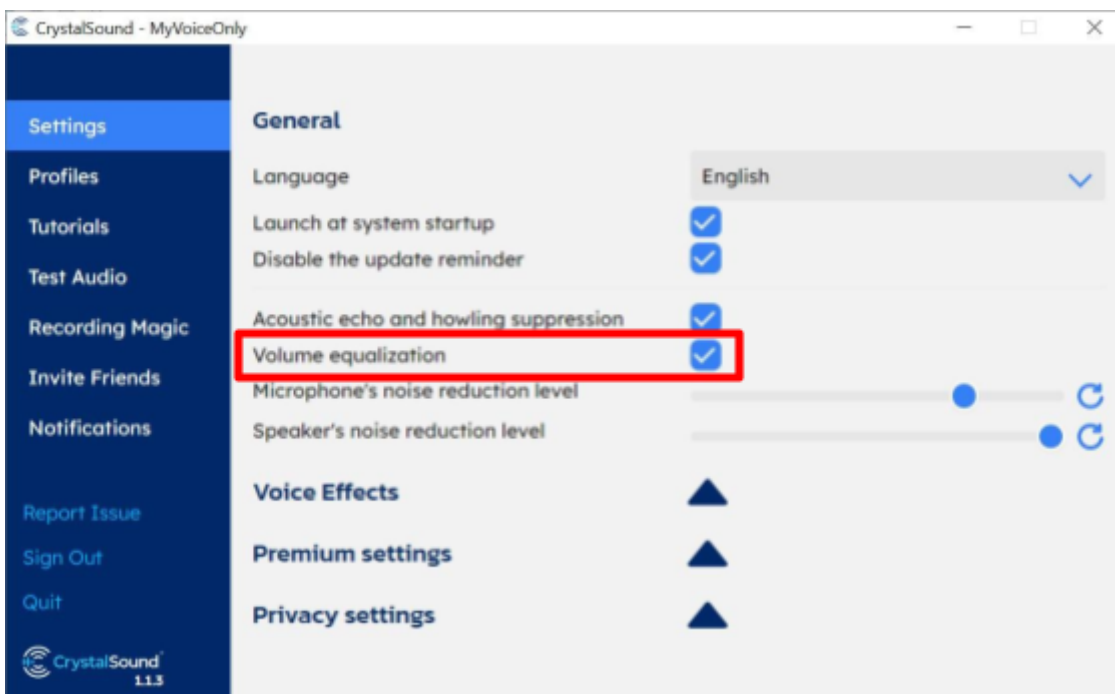 CrystalSound - MyVoiceOnly
Settings
Profiles
Tutorials
Test Audio
Recording Magic
Invite Friends
Notifications
Report Issue
Sign Out
Quit
CrystalSound
1.1.3
General
Language English
Launch at system startup
Disable the update reminder
Acoustic echo and howling suppression
Volume equalization
Microphone's noise reduction level
Speaker's noise reduction level
Voice Effects
Premium settings
Privacy settings